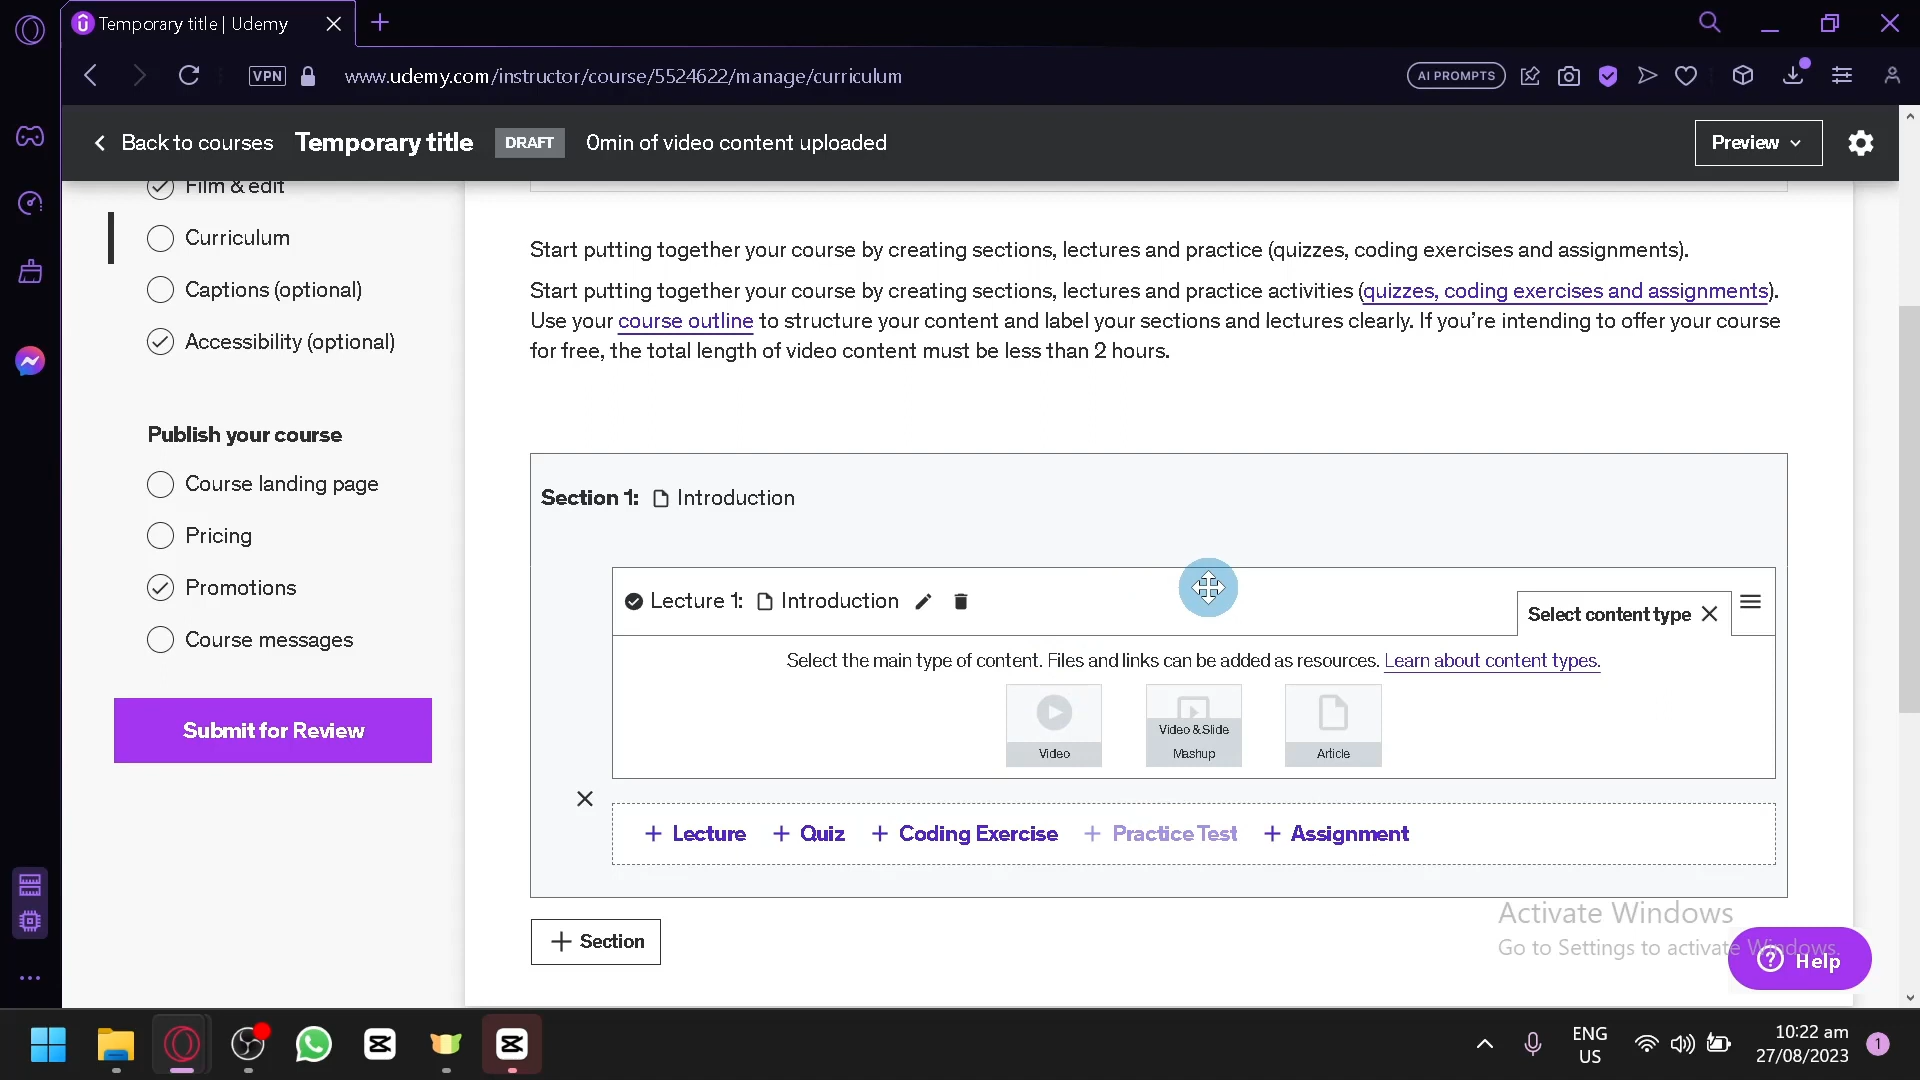 Temporary title | Udemy
VPN
www.udemy.com/instructor/course/5524622/manage/curriculum
AI PROMPTS
Back to courses
Temporary title
DRAFT
0min of video content uploaded
Preview
Film & edit
Curriculum
Captions (optional)
Accessibility (optional)
Publish your course
Course landing page
Pricing
Promotions
Course messages
Submit for Review
Start putting together your course by creating sections, lectures and practice (quizzes, coding exercises and assignments).
Start putting together your course by creating sections, lectures and practice activities (quizzes, coding exercises and assignments).
Use your course outline to structure your content and label your sections and lectures clearly. If you’re intending to offer your course
for free, the total length of video content must be less than 2 hours.
Section 1: Introduction
Lecture 1: Introduction
Select content type
Select the main type of content. Files and links can be added as resources. Learn about content types.
Video
Video & Slide
Mashup
Article
+ Lecture + Quiz + Coding Exercise + Practice Test + Assignment
+ Section
Activate Windows
Go to Settings to activate Windows.
Help
ENG
US
10:22 am
27/08/2023
1